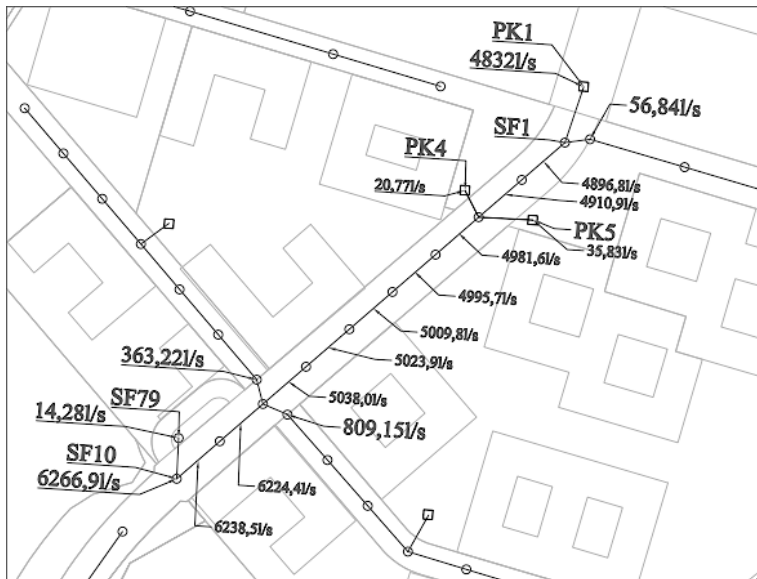 PK1
4832l/s
56,84l/s
SF1
PK4
20,77l/s
4896,8l/s
4910,9l/s
PK5
35,83l/s
4981,6l/s
4995,7l/s
5009,8l/s
5023,9l/s
363,22l/s
5038,0l/s
SF79
14,28l/s
809,15l/s
SF10
6266,9l/s
6224,4l/s
6238,5l/s